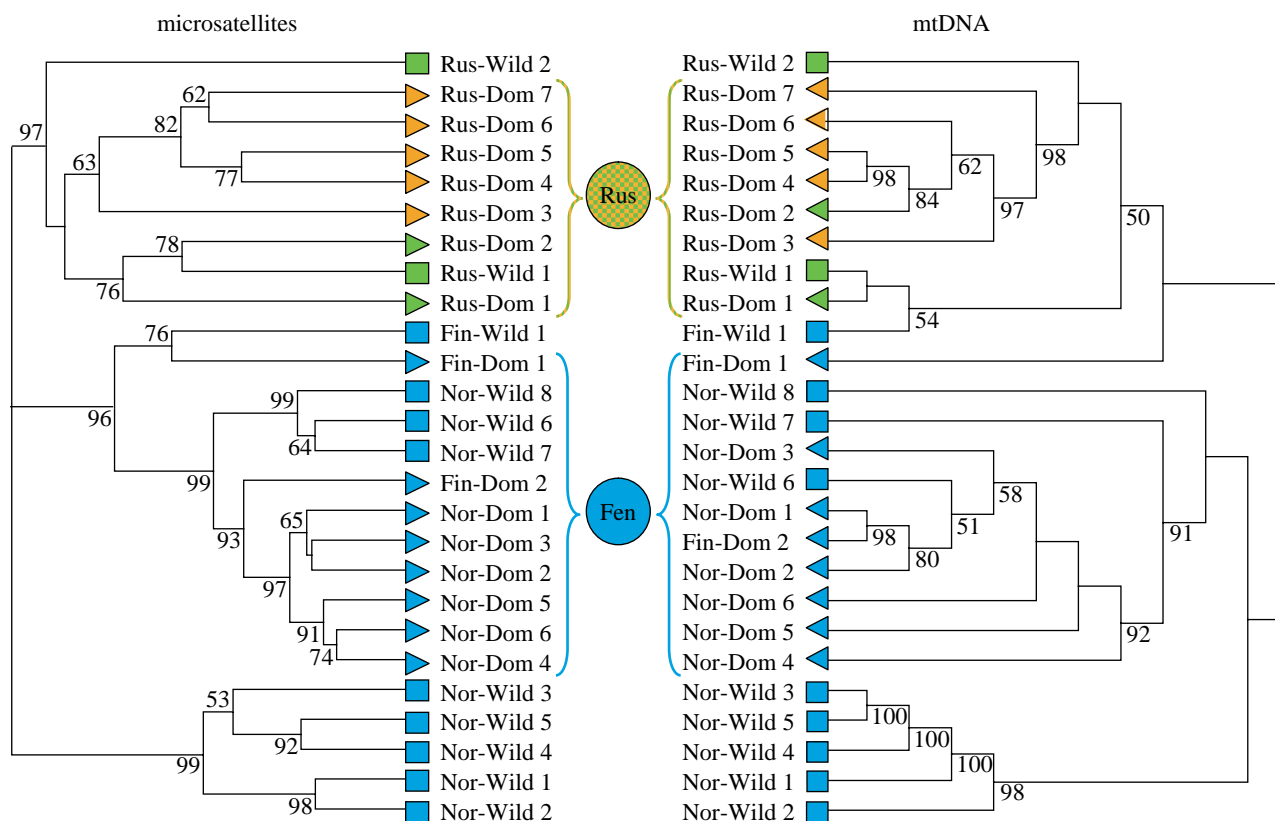 microsatellites
mtDNA
Rus-Wild 2
Rus-Dom 7
Rus-Dom 6
Rus-Dom 5
Rus-Dom 4
Rus-Dom 3
Rus-Dom 2
Rus-Wild 1
Rus-Dom 1
Fin-Wild 1
Fin-Dom 1
Nor-Wild 8
Nor-Wild 6
Nor-Wild 7
Fin-Dom 2
Nor-Dom 1
Nor-Dom 3
Nor-Dom 2
Nor-Dom 5
Nor-Dom 6
Nor-Dom 4
Nor-Wild 3
Nor-Wild 5
Nor-Wild 4
Nor-Wild 1
Nor-Wild 2
97
62
82
63
77
78
76
76
96
99
64
99
65
93
97
91
74
53
92
99
98
Rus
Fen
Rus-Wild 2
Rus-Dom 7
Rus-Dom 6
Rus-Dom 5
Rus-Dom 4
Rus-Dom 2
Rus-Dom 3
Rus-Wild 1
Rus-Dom 1
Fin-Wild 1
Fin-Dom 1
Nor-Wild 8
Nor-Wild 7
Nor-Dom 3
Nor-Wild 6
Nor-Dom 1
Fin-Dom 2
Nor-Dom 2
Nor-Dom 6
Nor-Dom 5
Nor-Dom 4
Nor-Wild 3
Nor-Wild 5
Nor-Wild 4
Nor-Wild 1
Nor-Wild 2
98
62
98
84
97
50
54
58
51
98
80
91
92
100
100
100
98